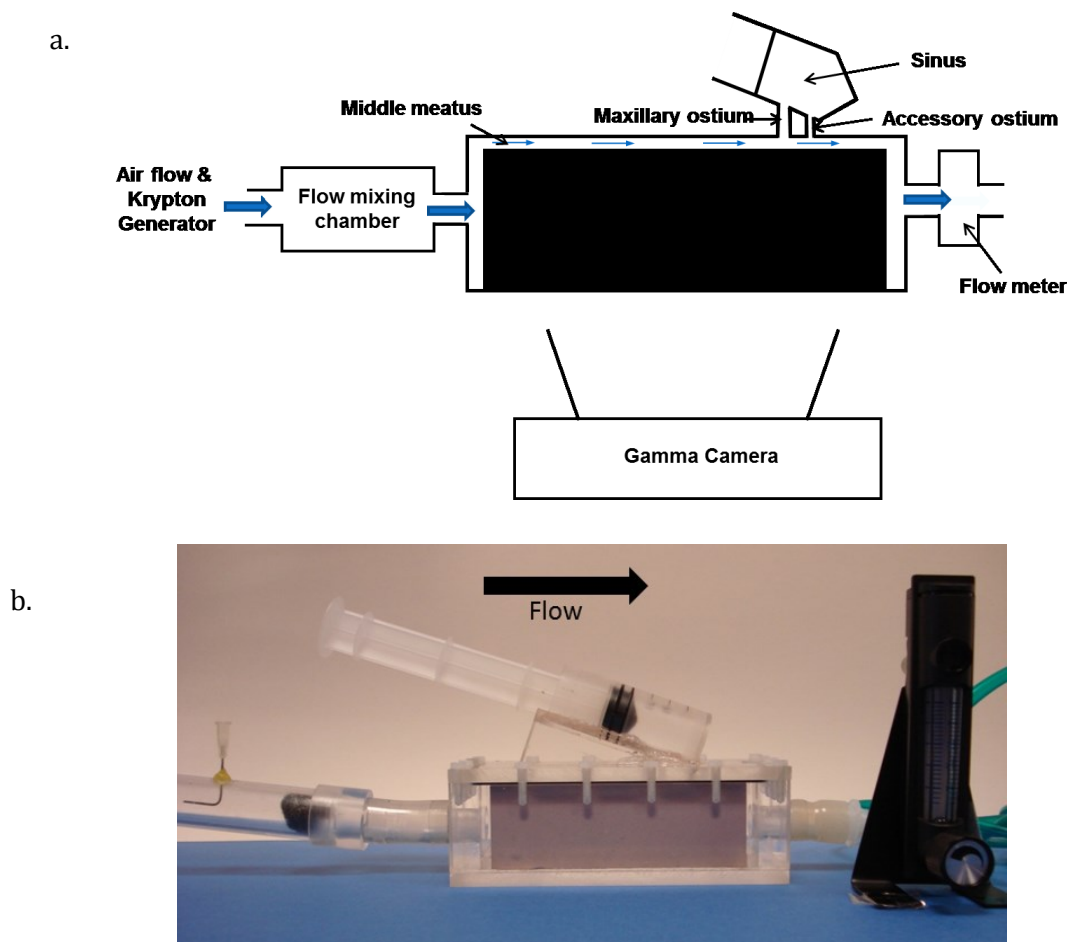 a.
Sinus
Middle meatus
Maxillary ostium
Accessory ostium
Air flow &
Krypton
Generator
Flow mixing
chamber
Flow meter
Gamma Camera
b.
Flow